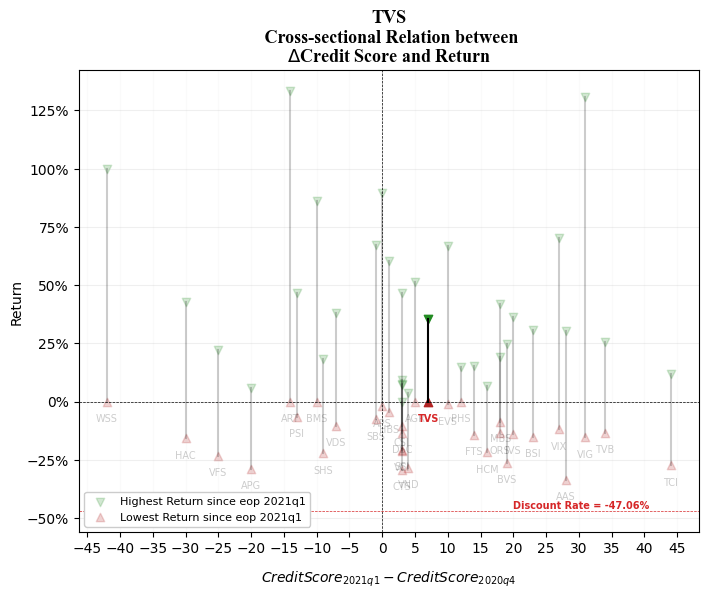 TVS
Cross-sectional Relation between
ΔCredit Score and Return
Return
125%
100%
75%
50%
25%
0%
−25%
−50%
WSS
HAC
VFS
APG
PSI
BMS
SHS
VDS
EVS
TVS
PHS
FTS
HCM
BVS
BSI
VIX
AAS
VIG
TVB
TCI
Discount Rate = -47.06%
Highest Return since eop 2021q1
Lowest Return since eop 2021q1
−45 −40 −35 −30 −25 −20 −15 −10 −5 0 5 10 15 20 25 30 35 40 45
CreditScore2021q1 − CreditScore2020q4